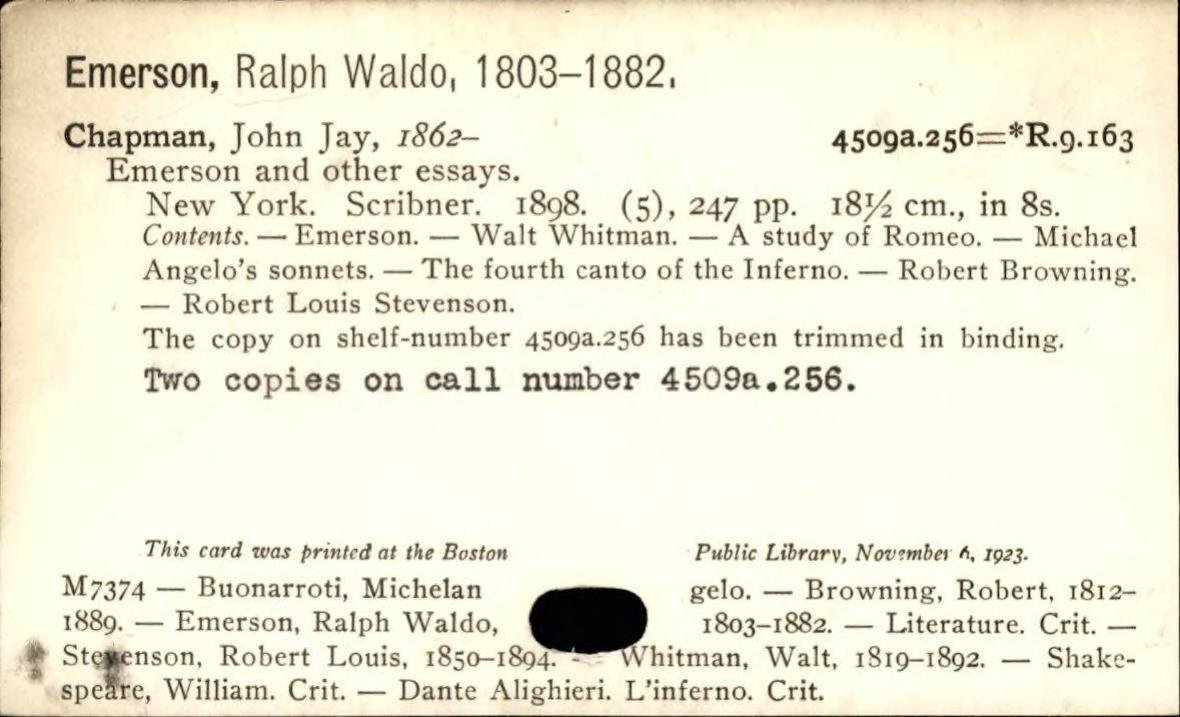 Emerson, Ralph Waldo, 1803–1882.
Chapman, John Jay, 1862– 4509a.256=*R.9.163
Emerson and other essays.
New York. Scribner. 1898. (5), 247 pp. 18½ cm., in 8s.
Contents. — Emerson. — Walt Whitman. — A study of Romeo. — Michael
Angelo's sonnets. — The fourth canto of the Inferno. — Robert Browning.
— Robert Louis Stevenson.
The copy on shelf-number 4509a.256 has been trimmed in binding.
Two copies on call number 4509a.256.
This card was printed at the Boston Public Library, November 6, 1923.
M7374 — Buonarroti, Michelan gelo. — Browning, Robert, 1812–
1889. — Emerson, Ralph Waldo, 1803–1882. — Literature. Crit. —
Stevenson, Robert Louis, 1850–1894. — Whitman, Walt, 1819–1892. — Shake-
speare, William. Crit. — Dante Alighieri. L'inferno. Crit.